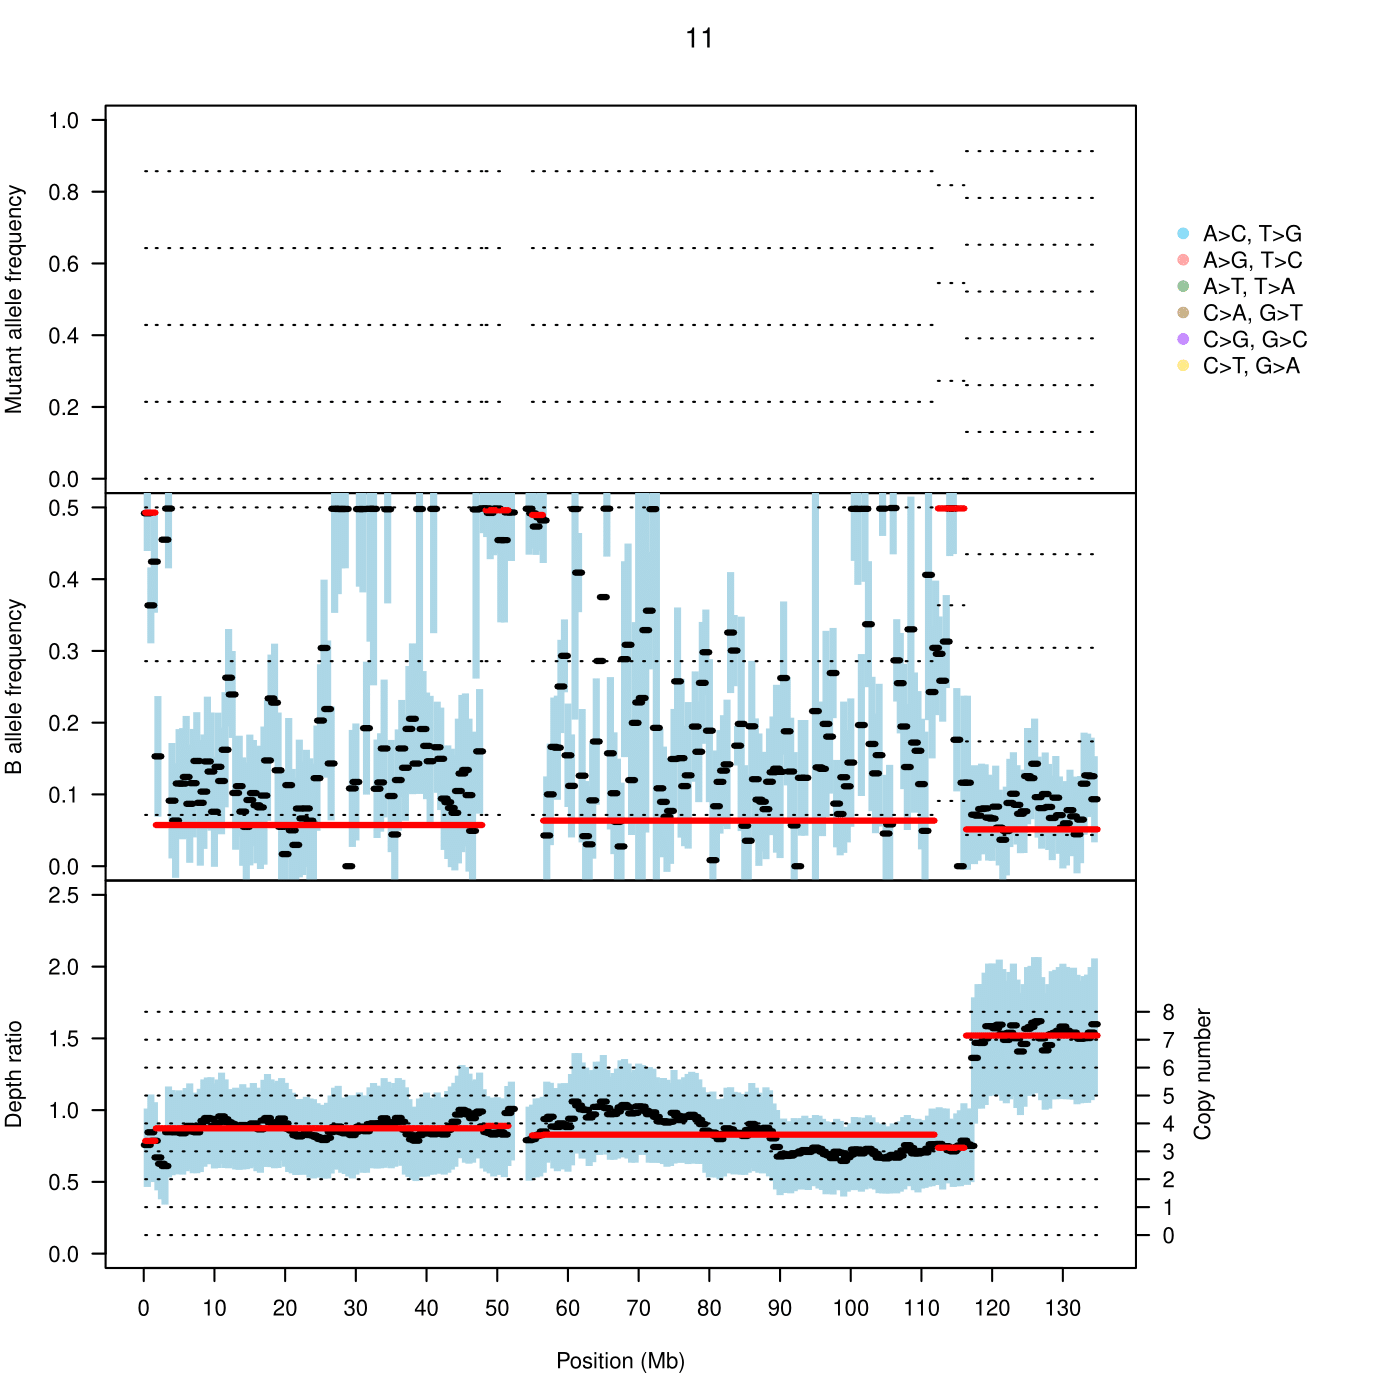 11
Mutant allele frequency
1.0
0.8
0.6
0.4
0.2
0.0
A>C, T>G
A>G, T>C
A>T, T>A
C>A, G>T
C>G, G>C
C>T, G>A
B allele frequency
0.5
0.4
0.3
0.2
0.1
0.0
Depth ratio
2.5
2.0
1.5
1.0
0.5
0.0
8
7
6
5
4
3
2
1
0
Copy number
0 10 20 30 40 50 60 70 80 90 100 110 120 130
Position (Mb)